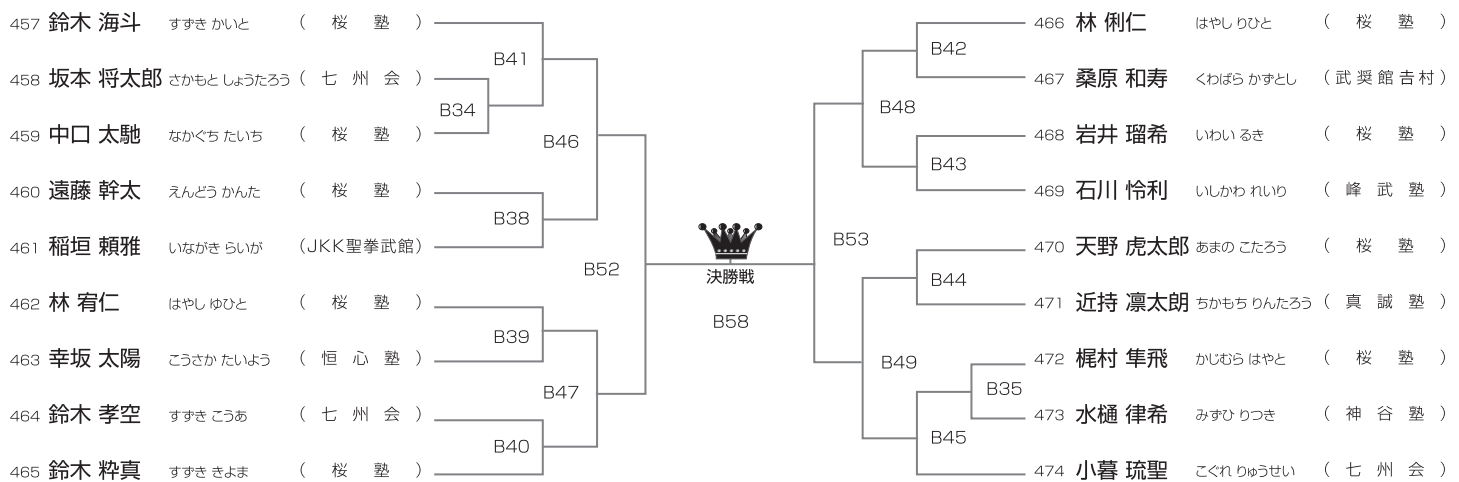 457 鈴木 海斗 すずき かいと （ 桜 塾 ）
458 坂本 将太郎 さかもと しょうたろう （ 七 州 会 ）
459 中口 太馳 なかぐち たいち （ 桜 塾 ）
460 遠藤 幹太 えんどう かんた （ 桜 塾 ）
461 稲垣 頼雅 いながき らいが （JKK聖拳武館）
462 林 宥仁 はやし ゆひと （ 桜 塾 ）
463 幸坂 太陽 こうさか たいよう （ 恒 心 塾 ）
464 鈴木 孝空 すずき こうあ （ 七 州 会 ）
465 鈴木 粋真 すずき きよま （ 桜 塾 ）
B41
B34
B46
B38
B52
B39
B47
B40
決勝戦
B58
B42
B48
B43
B53
B44
B49
B35
B45
466 林 俐仁 はやし りひと （ 桜 塾 ）
467 桑原 和寿 くわばら かずとし （武奨館𠮷村）
468 岩井 瑠希 いわい るき （ 桜 塾 ）
469 石川 怜利 いしかわ れいり （ 峰 武 塾 ）
470 天野 虎太郎 あまの こたろう （ 桜 塾 ）
471 近持 凛太朗 ちかもち りんたろう （ 真 誠 塾 ）
472 梶村 隼飛 かじむら はやと （ 桜 塾 ）
473 水樋 律希 みずひ りつき （ 神 谷 塾 ）
474 小暮 琉聖 こぐれ りゅうせい （ 七 州 会 ）